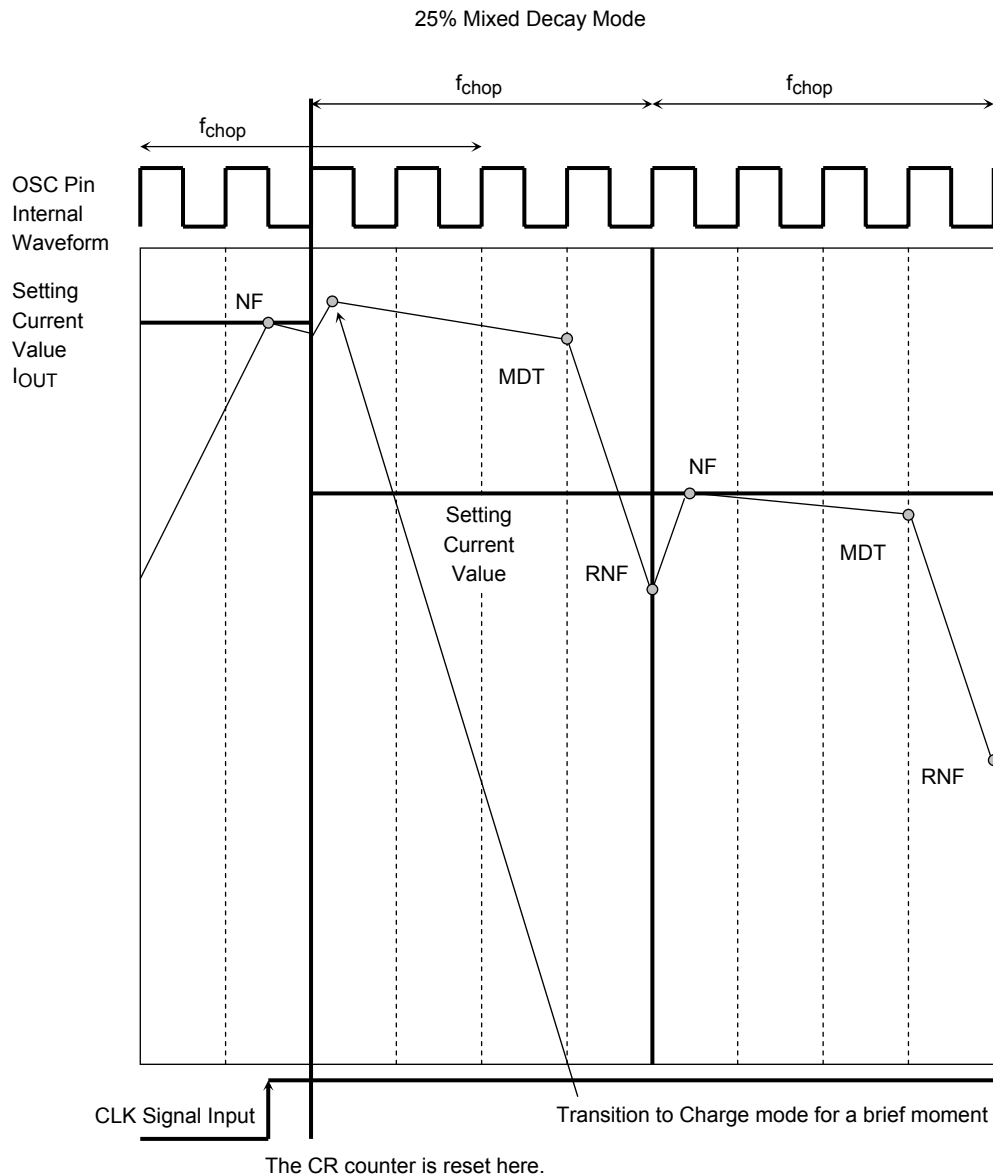 25% Mixed Decay Mode
fchop
fchop
fchop
OSC Pin
Internal
Waveform
Setting
Current
Value
IOUT
NF
MDT
NF
Setting
Current
Value
RNF
MDT
RNF
CLK Signal Input
Transition to Charge mode for a brief moment
The CR counter is reset here.